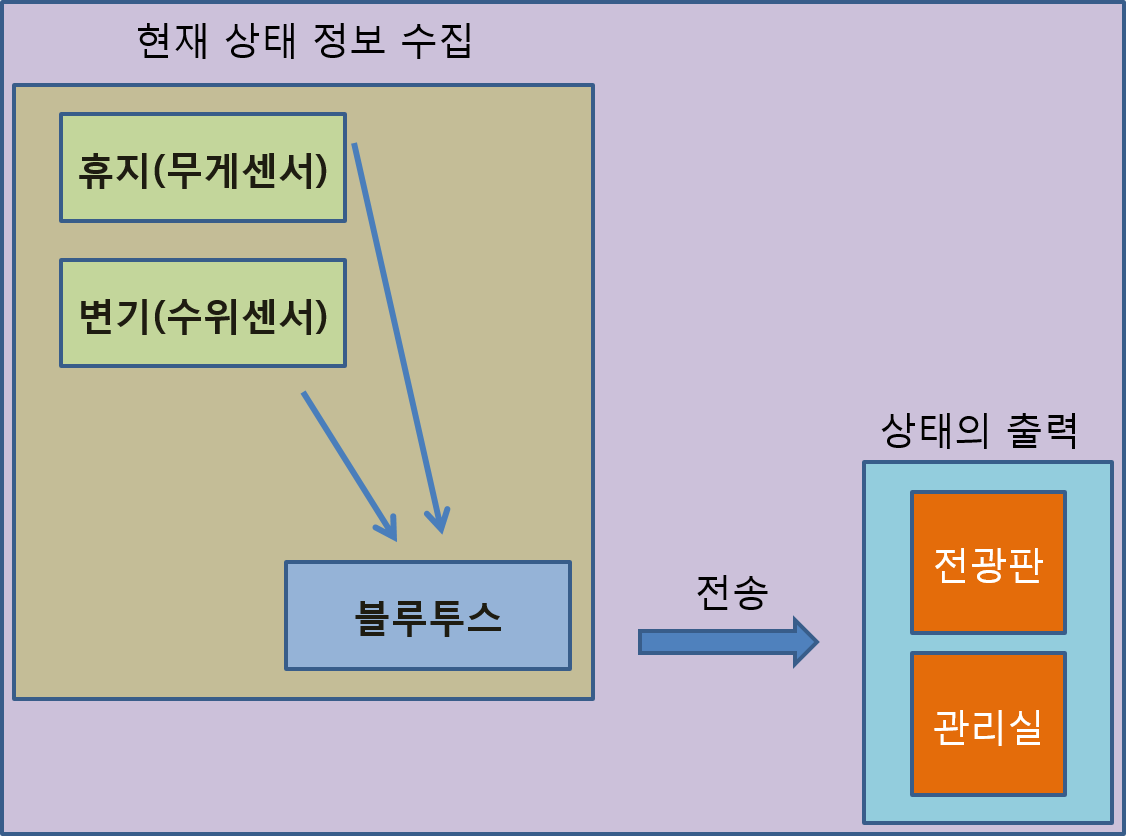 현재 상태 정보 수집
휴지(무게센서)
변기(수위센서)
블루투스
전송
상태의 출력
전광판
관리실